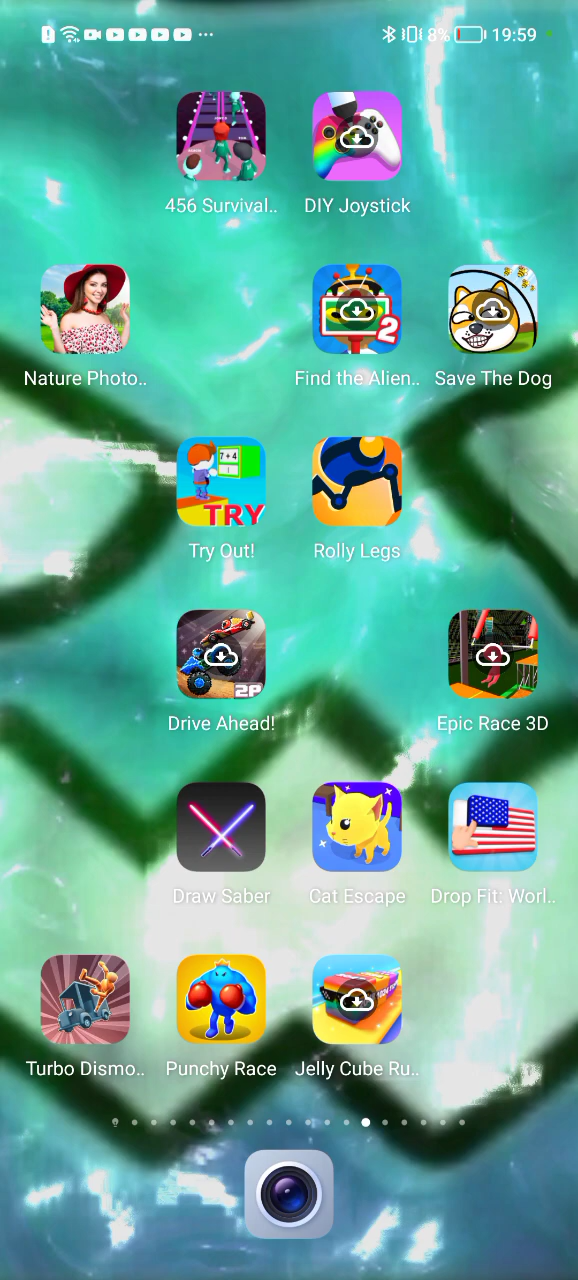 8% 19:59
456 Survival..
DIY Joystick
Nature Photo..
2
Find the Alien..
Save The Dog
7+4
TRY
Try Out!
Rolly Legs
2P
Drive Ahead!
Epic Race 3D
Draw Saber
Cat Escape
Drop Fit: Worl..
Turbo Dismo..
Punchy Race
Jelly Cube Ru..